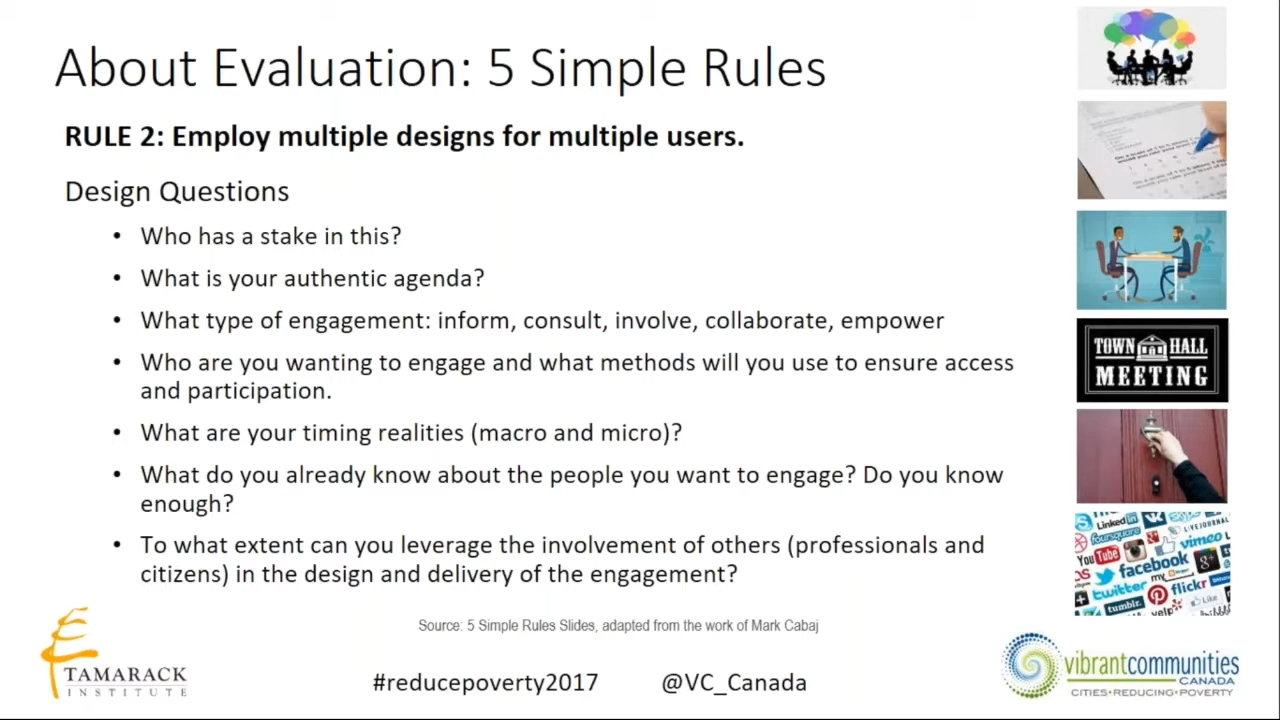 About Evaluation: 5 Simple Rules
RULE 2: Employ multiple designs for multiple users.
Design Questions
• Who has a stake in this?
• What is your authentic agenda?
• What type of engagement: inform, consult, involve, collaborate, empower
• Who are you wanting to engage and what methods will you use to ensure access
and participation.
• What are your timing realities (macro and micro)?
• What do you already know about the people you want to engage? Do you know
enough?
• To what extent can you leverage the involvement of others (professionals and
citizens) in the design and delivery of the engagement?
TOWN HALL
MEETING
LinkedIn
foursquare
LIVEJOURNAL
YouTube
vimeo
facebook
twitter
flickr
tumblr.
yelp
Like
Source: 5 Simple Rules Slides, adapted from the work of Mark Cabaj
TAMARACK
INSTITUTE
#reducepoverty2017
@VC_Canada
vibrantcommunities
CANADA
CITIES•REDUCING•POVERTY